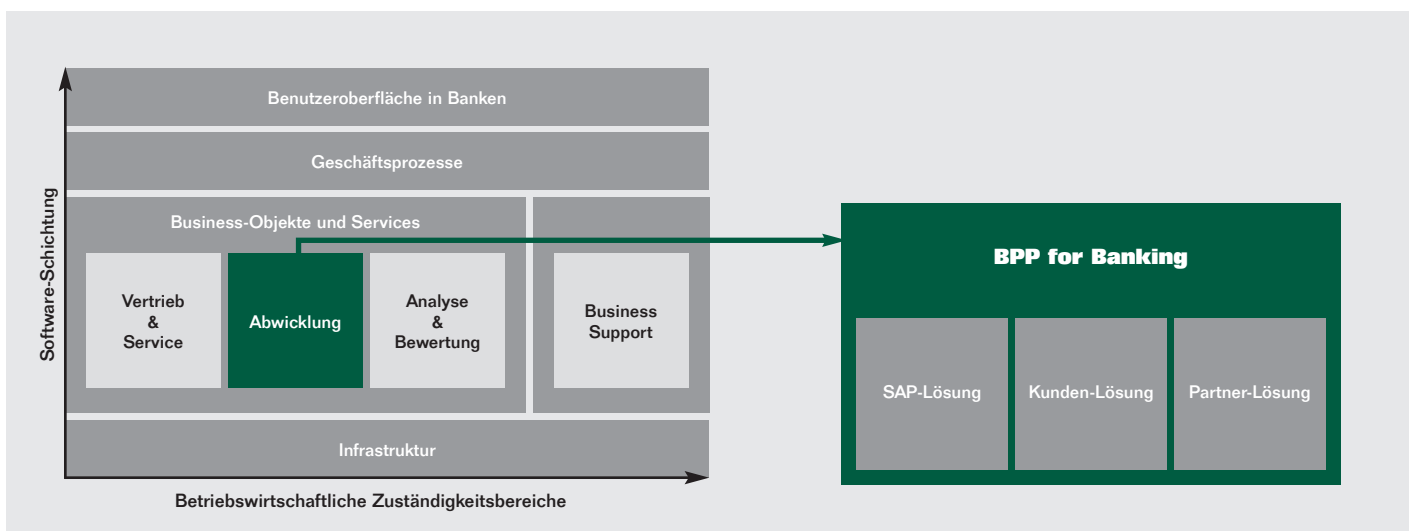 Benutzeroberfläche in Banken
Geschäftsprozesse
Software-Schichtung
Business-Objekte und Services
Vertrieb
&
Service
Abwicklung
Analyse
&
Bewertung
Business
Support
Infrastruktur
Betriebswirtschaftliche Zuständigkeitsbereiche
BPP for Banking
SAP-Lösung
Kunden-Lösung
Partner-Lösung